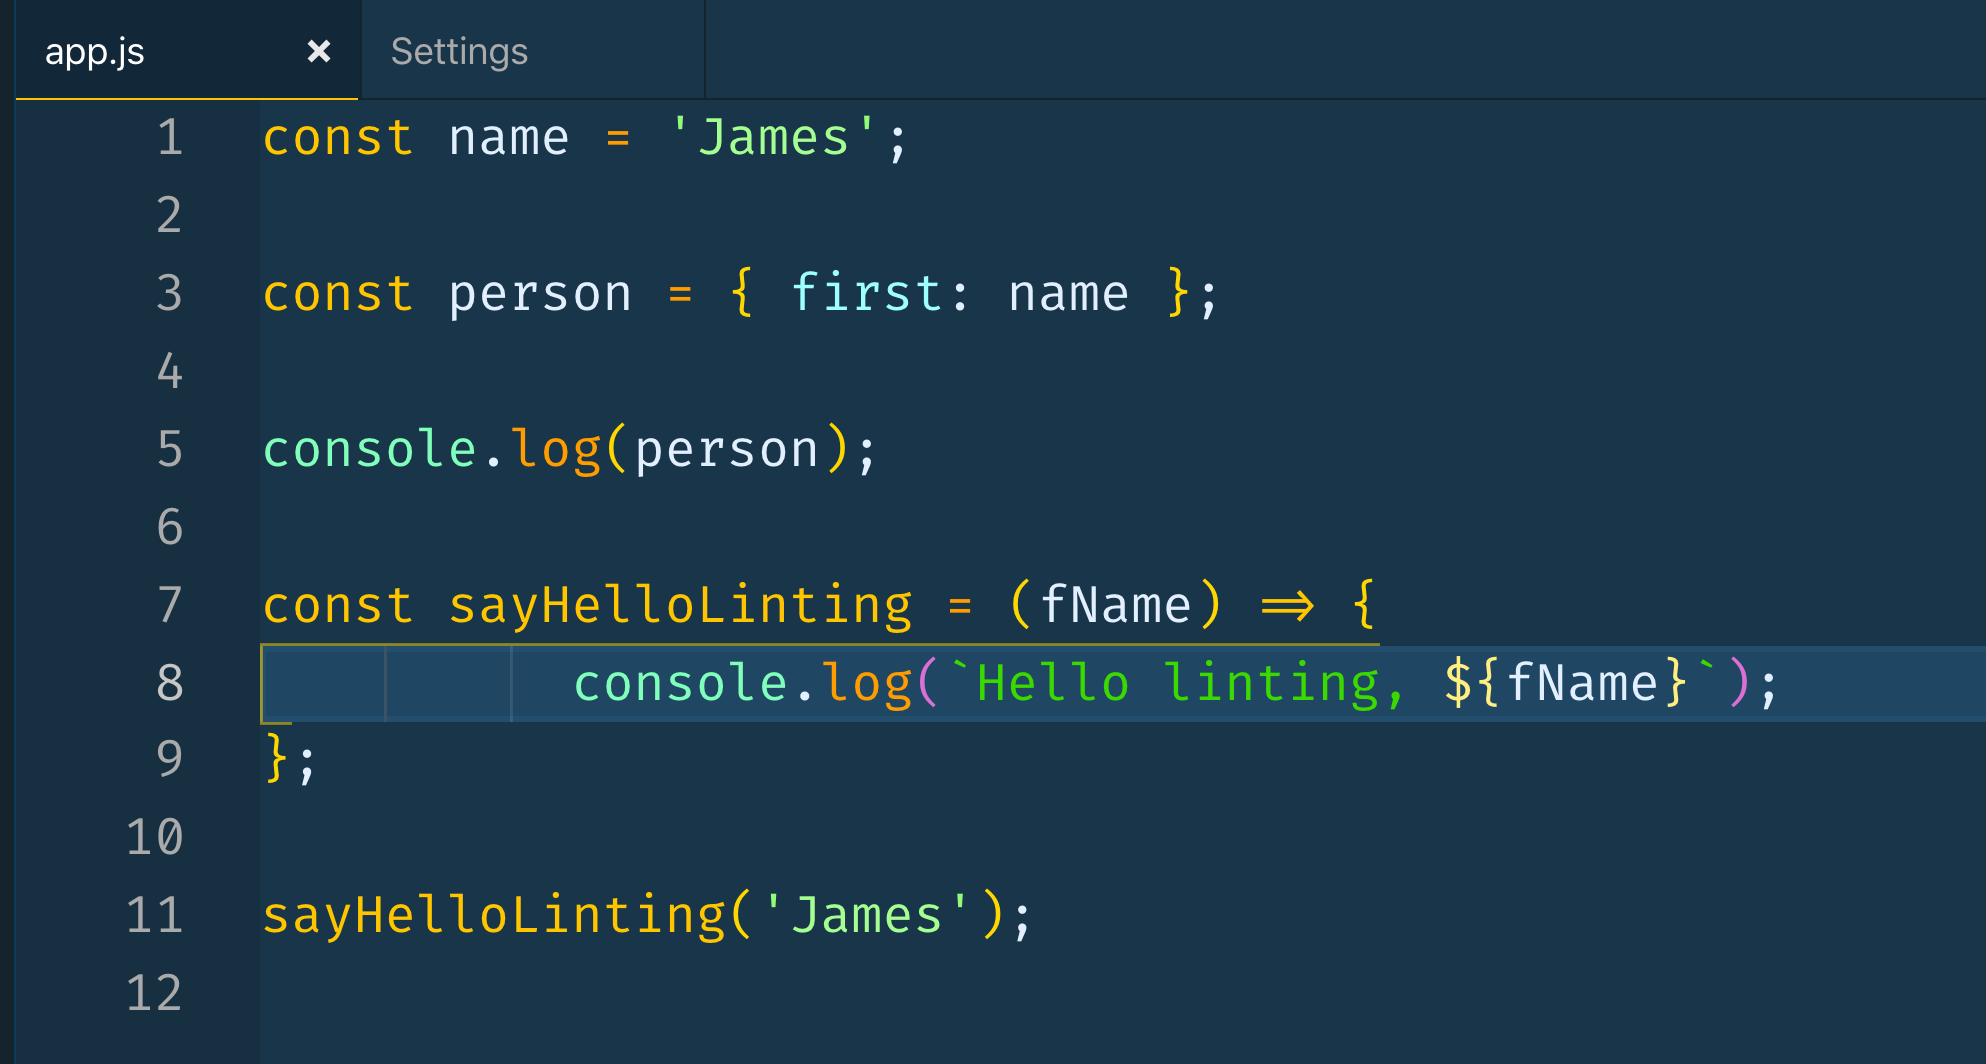 app.js × Settings
1 const name = 'James';
2
3 const person = { first: name };
4
5 console.log(person);
6
7 const sayHelloLinting = (fName) => {
8           console.log(`Hello linting, ${fName}`);
9 };
10
11 sayHelloLinting('James');
12